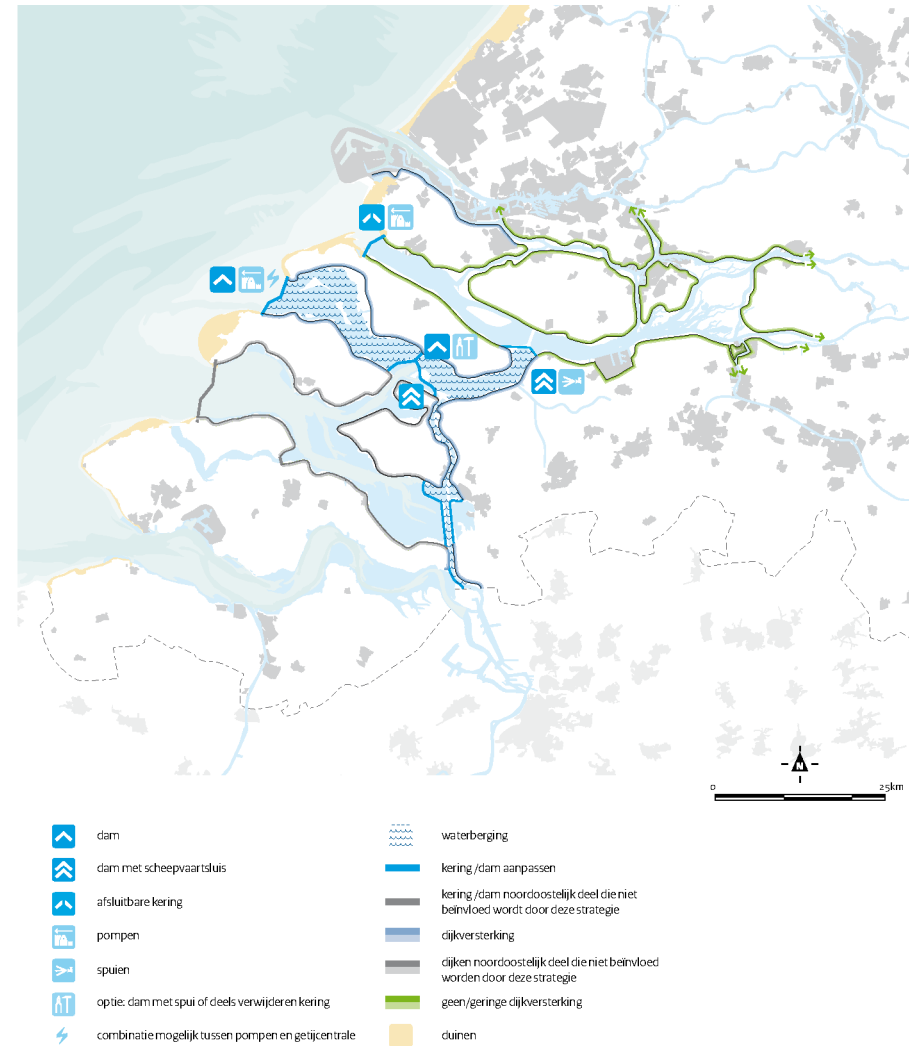 N
0
25km
dam
dam met scheepvaartsluis
afsluitbare kering
pompen
spuien
optie: dam met spui of deels verwijderen kering
combinatie mogelijk tussen pompen en getijcentrale
waterberging
kering/dam aanpassen
kering/dam noordoostelijk deel die niet
beïnvloed wordt door deze strategie
dijkversterking
dijken noordoostelijk deel die niet beïnvloed
worden door deze strategie
geen/geringe dijkversterking
duinen